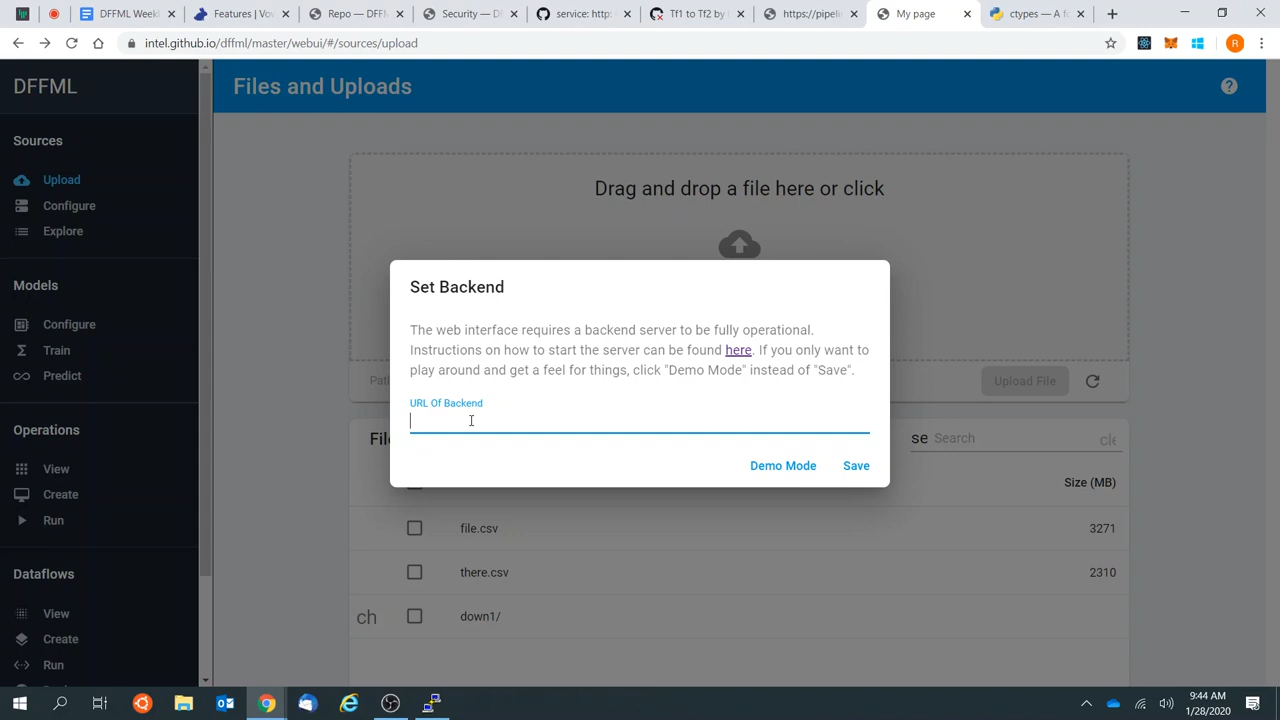 DFFML Weekl
Features | Vow
Repo — DFFM
Security — D
service: http:
Tf1 to Tf2 by
https://pipelin
My page
ctypes — A fo
intel.github.io/dffml/master/webui/#/sources/upload
R
DFFML
Files and Uploads
Sources
Upload
Configure
Explore
Models
Configure
Train
Predict
Operations
View
Create
Run
Dataflows
View
Create
Run
Drag and drop a file here or click
Upload File
Set Backend
The web interface requires a backend server to be fully operational.
Instructions on how to start the server can be found here. If you only want to
play around and get a feel for things, click "Demo Mode" instead of "Save".
URL Of Backend
Demo Mode Save
se Search
Size (MB)
file.csv 3271
there.csv 2310
ch down1/
9:44 AM
1/28/2020